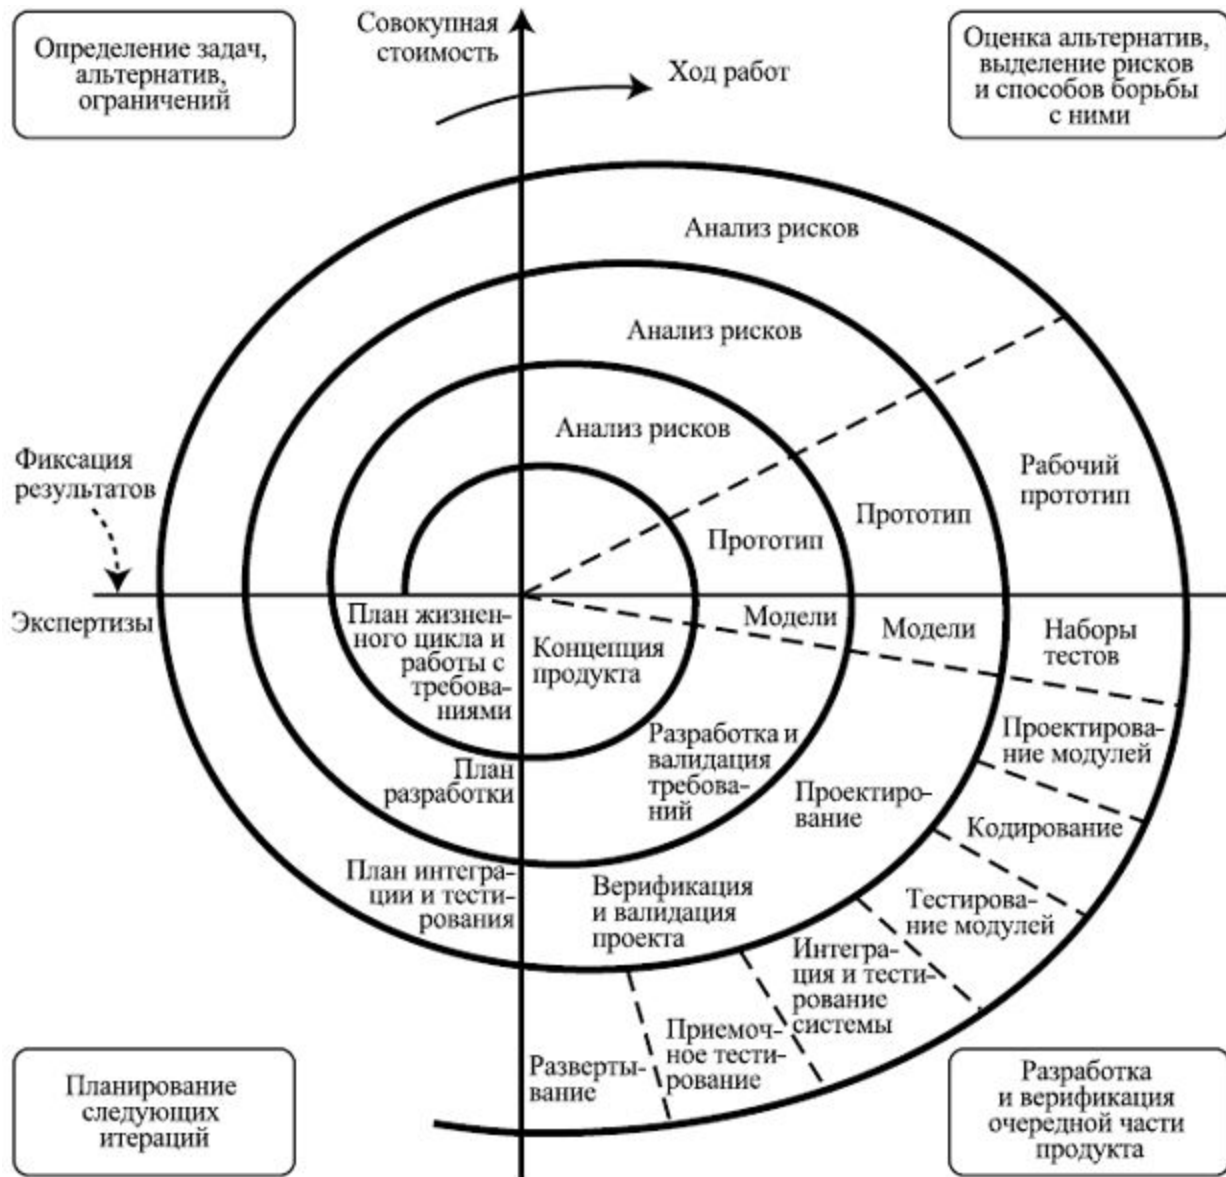 Определение задач,
альтернатив,
ограничений
Совокупная
стоимость
Ход работ
Оценка альтернатив,
выделение рисков
и способов борьбы
с ними
Анализ рисков
Анализ рисков
Анализ рисков
Фиксация
результатов
Рабочий
прототип
Прототип
Прототип
Экспертизы
План жизнен-
ного цикла и
работы с
требова-
ниями
Концепция
продукта
Модели
Модели
Наборы
тестов
План
разработки
Разработка и
валидация
требова-
ний
Проектиро-
вание
Проектирова-
ние модулей
Кодирование
План интегра-
ции и тести-
рования
Верификация
и валидация
проекта
Тестирова-
ние модулей
Интегра-
ция и тести-
рование
системы
Приемоч-
ное тести-
рование
Разверты-
вание
Планирование
следующих
итераций
Разработка
и верификация
очередной части
продукта